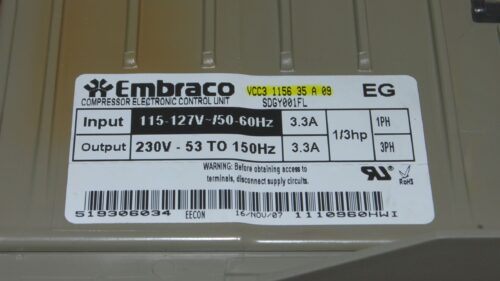 Embraco VCC3 1156 35 A 09 EG
COMPRESSOR ELECTRONIC CONTROL UNIT SDGY001FL
Input 115-127V~/50-60Hz 3.3A 1/3hp 1PH
Output 230V - 53 TO 150Hz 3.3A 3PH
WARNING: Before obtaining access to
terminals, disconnect supply circuits.
RU US RoHS
519306034 EECON 16/NOV/07 1110960HWI